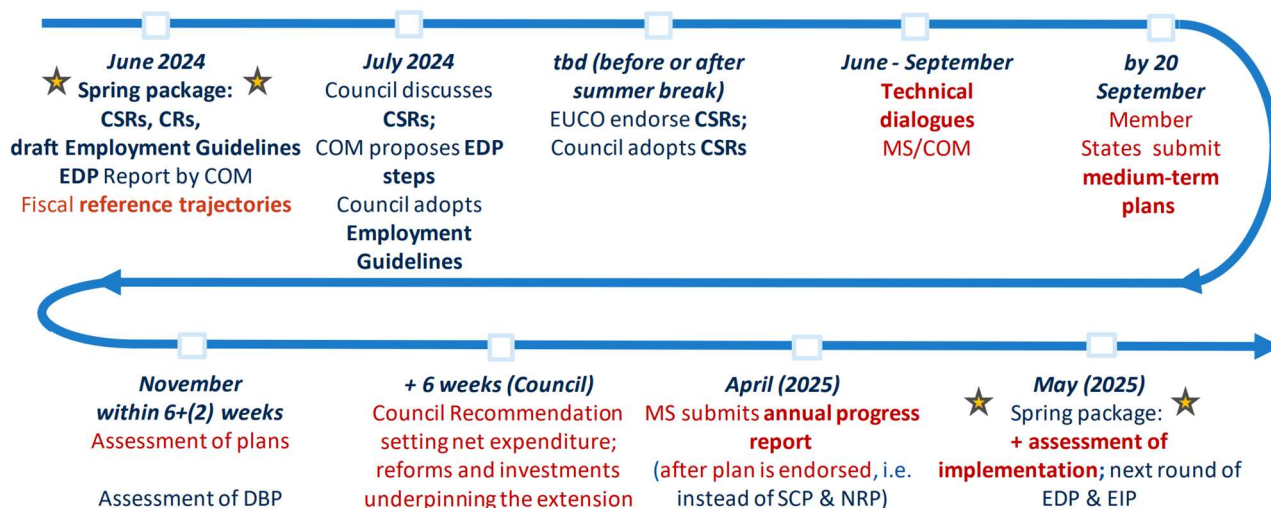 June 2024
Spring package:
CSRs, CRs,
draft Employment Guidelines
EDP Report by COM
Fiscal reference trajectories
July 2024
Council discusses
CSRs;
COM proposes EDP
steps
Council adopts
Employment
Guidelines
tbd (before or after
summer break)
EUCO endorse CSRs;
Council adopts CSRs
June - September
Technical
dialogues
MS/COM
by 20
September
Member
States submit
medium-term
plans
November
within 6+(2) weeks
Assessment of plans
Assessment of DBP
+ 6 weeks (Council)
Council Recommendation
setting net expenditure;
reforms and investments
underpinning the extension
April (2025)
MS submits annual progress
report
(after plan is endorsed, i.e.
instead of SCP & NRP)
May (2025)
Spring package:
+ assessment of
implementation; next round of
EDP & EIP